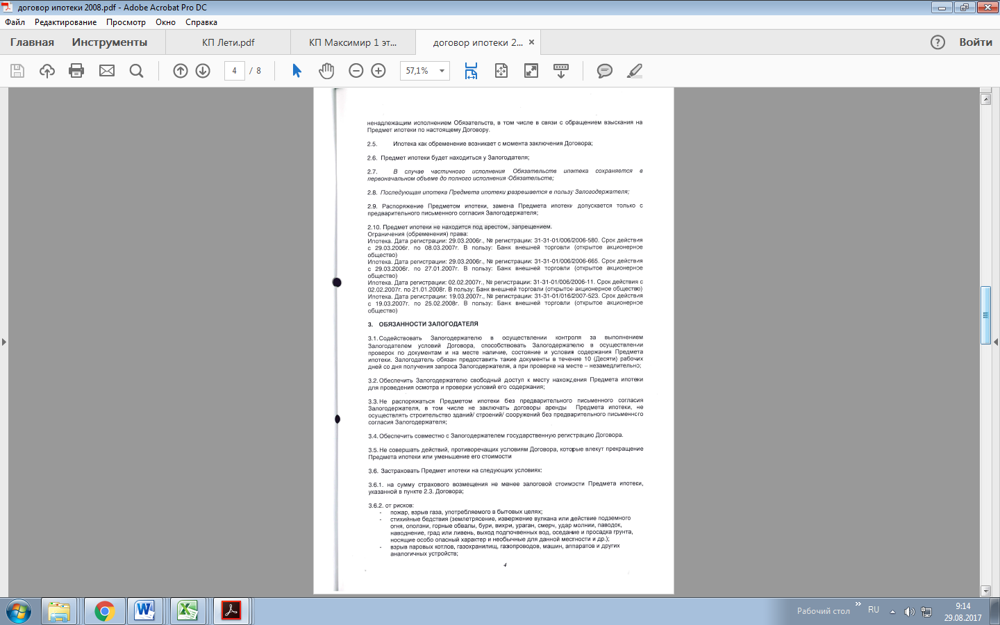 договор ипотеки 2008.pdf - Adobe Acrobat Pro DC
Файл Редактирование Просмотр Окно Справка
Главная Инструменты КП Лети.pdf КП Максимир 1 эт... договор ипотеки 2... × Войти
4 / 8 57,1%
ненадлежащим исполнением Обязательств, в том числе в связи с обращением взыскания на
Предмет ипотеки по настоящему Договору.
2.5. Ипотека как обременение возникает с момента заключения Договора;
2.6. Предмет ипотеки будет находиться у Залогодателя;
2.7. В случае частичного исполнения Обязательств ипотека сохраняется в
первоначальном объеме до полного исполнения Обязательств;
2.8. Последующая ипотека Предмета ипотеки разрешается в пользу Залогодержателя;
2.9. Распоряжение Предметом ипотеки, замена Предмета ипотеки допускается только с
предварительного письменного согласия Залогодержателя;
2.10. Предмет ипотеки не находится под арестом, запрещением.
Ограничения (обременения) права:
Ипотека. Дата регистрации: 29.03.2006г., № регистрации: 31-31-01/006/2006-580. Срок действия
с 29.03.2006г. по 08.03.2007г. В пользу: Банк внешней торговли (открытое акционерное
общество)
Ипотека. Дата регистрации: 29.03.2006г., № регистрации: 31-31-01/006/2006-665. Срок действия
с 29.03.2006г. по 27.01.2007г. В пользу: Банк внешней торговли (открытое акционерное
общество)
Ипотека. Дата регистрации: 02.02.2007г., № регистрации: 31-31-01/006/2006-11. Срок действия с
02.02.2007г. по 21.01.2008г. В пользу: Банк внешней торговли (открытое акционерное общество)
Ипотека. Дата регистрации: 19.03.2007г., № регистрации: 31-31-01/016/2007-523. Срок действия
с 19.03.2007г. по 25.02.2008г. В пользу: Банк внешней торговли (открытое акционерное
общество)
3. ОБЯЗАННОСТИ ЗАЛОГОДАТЕЛЯ
3.1. Содействовать Залогодержателю в осуществлении контроля за выполнением
Залогодателем условий Договора, способствовать Залогодержателю в осуществлении
проверок по документам и на месте наличие, состояние и условия содержания Предмета
ипотеки. Залогодатель обязан предоставить такие документы в течение 10 (Десяти) рабочих
дней со дня получения запроса Залогодержателя, а при проверке на месте – незамедлительно;
3.2. Обеспечить Залогодержателю свободный доступ к месту нахождения Предмета ипотеки
для проведения осмотра и проверки условий его содержания;
3.3. Не распоряжаться Предметом ипотеки без предварительного письменного согласия
Залогодержателя, в том числе не заключать договоры аренды Предмета ипотеки, не
осуществлять строительство зданий/ строений/ сооружений без предварительного письменного
согласия Залогодержателя;
3.4. Обеспечить совместно с Залогодержателем государственную регистрацию Договора.
3.5. Не совершать действий, противоречащих условиям Договора, которые влекут прекращение
Предмета ипотеки или уменьшение его стоимости
3.6. Застраховать Предмет ипотеки на следующих условиях:
3.6.1. на сумму страхового возмещения не менее залоговой стоимости Предмета ипотеки,
указанной в пункте 2.3. Договора;
3.6.2. от рисков:
- пожар, взрыв газа, употребляемого в бытовых целях;
- стихийные бедствия (землетрясение, извержение вулкана или действие подземного
огня, оползни, горные обвалы, бури, вихри, ураган, смерч, удар молнии, паводок,
наводнение, град или ливень, выход подпочвенных вод, оседание и просадка грунта,
носящие особо опасный характер и необычные для данной местности и др.);
- взрыв паровых котлов, газохранилищ, газопроводов, машин, аппаратов и других
аналогичных устройств;
4
Рабочий стол » RU 9:14
29.08.2017